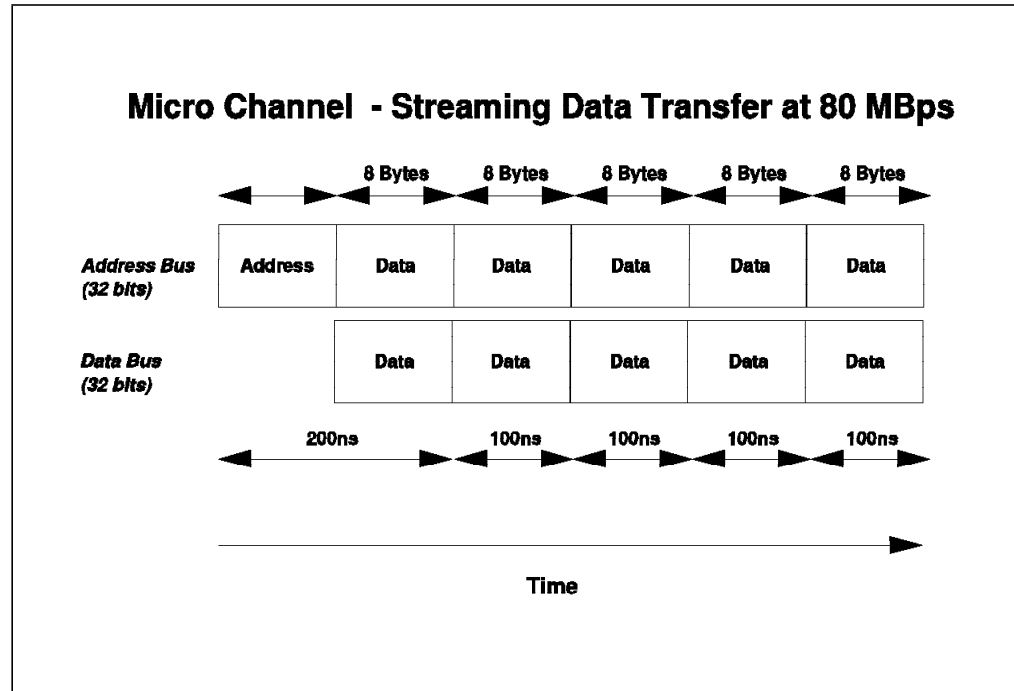 Micro Channel - Streaming Data Transfer at 80 MBps
8 Bytes 8 Bytes 8 Bytes 8 Bytes 8 Bytes
Address Bus
(32 bits)
Address Data Data Data Data Data
Data Bus
(32 bits)
Data Data Data Data Data
200ns 100ns 100ns 100ns 100ns
Time